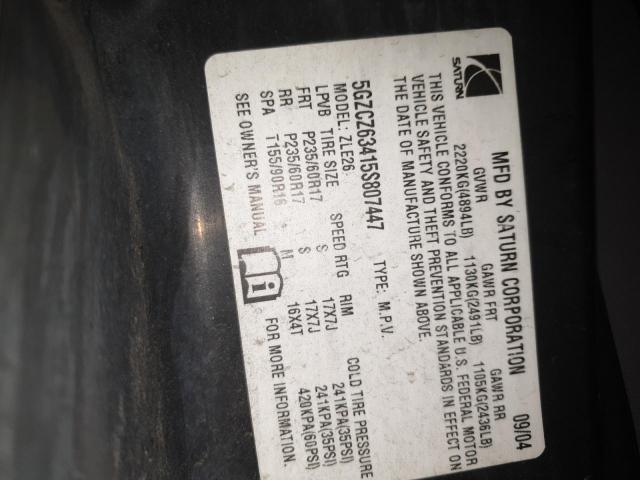 SATURN
MFD BY SATURN CORPORATION 09/04
GVWR GAWR FRT GAWR RR
2220KG(4894LB) 1130KG(2491LB) 1105KG(2436LB)
THIS VEHICLE CONFORMS TO ALL APPLICABLE U.S. FEDERAL MOTOR
VEHICLE SAFETY AND THEFT PREVENTION STANDARDS IN EFFECT ON
THE DATE OF MANUFACTURE SHOWN ABOVE.
5GZCZ63415S807447 TYPE: M.P.V.
MODEL: ZLE26
LPVB TIRE SIZE SPEED RTG RIM COLD TIRE PRESSURE
FRT P235/60R17 S 17X7J 241KPA(35PSI)
RR P235/60R17 S 17X7J 241KPA(35PSI)
SPA T155/90R16 M 16X4T 420KPA(60PSI)
SEE OWNER'S MANUAL FOR MORE INFORMATION.